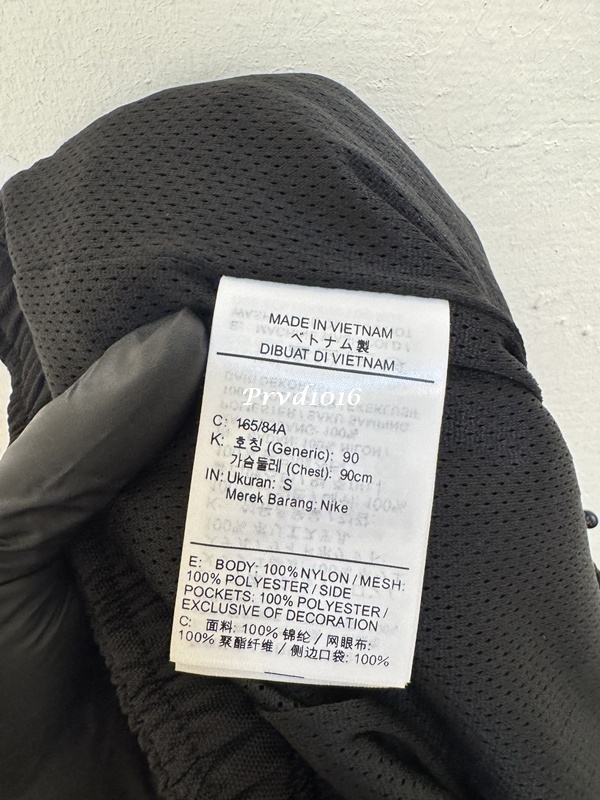 MADE IN VIETNAM
ベトナム製
DIBUAT DI VIETNAM
Prvd1o16
C: 165/84A
K: 호칭 (Generic): 90
가슴둘레 (Chest): 90cm
IN: Ukuran: S
Merek Barang: Nike
E: BODY: 100% NYLON / MESH:
100% POLYESTER / SIDE
POCKETS: 100% POLYESTER /
EXCLUSIVE OF DECORATION
C: 面料: 100% 锦纶 / 网眼布:
100% 聚酯纤维 / 侧边口袋: 100%